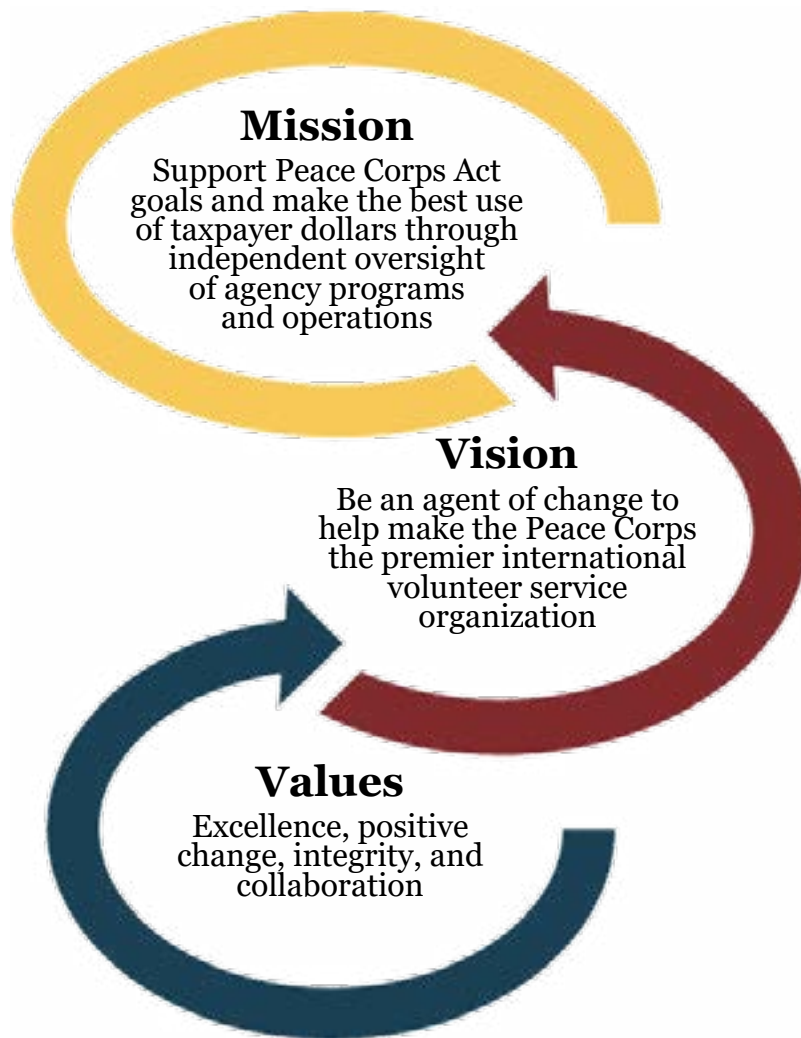 Mission
Support Peace Corps Act
goals and make the best use
of taxpayer dollars through
independent oversight
of agency programs
and operations
Vision
Be an agent of change to
help make the Peace Corps
the premier international
volunteer service
organization
Values
Excellence, positive
change, integrity, and
collaboration